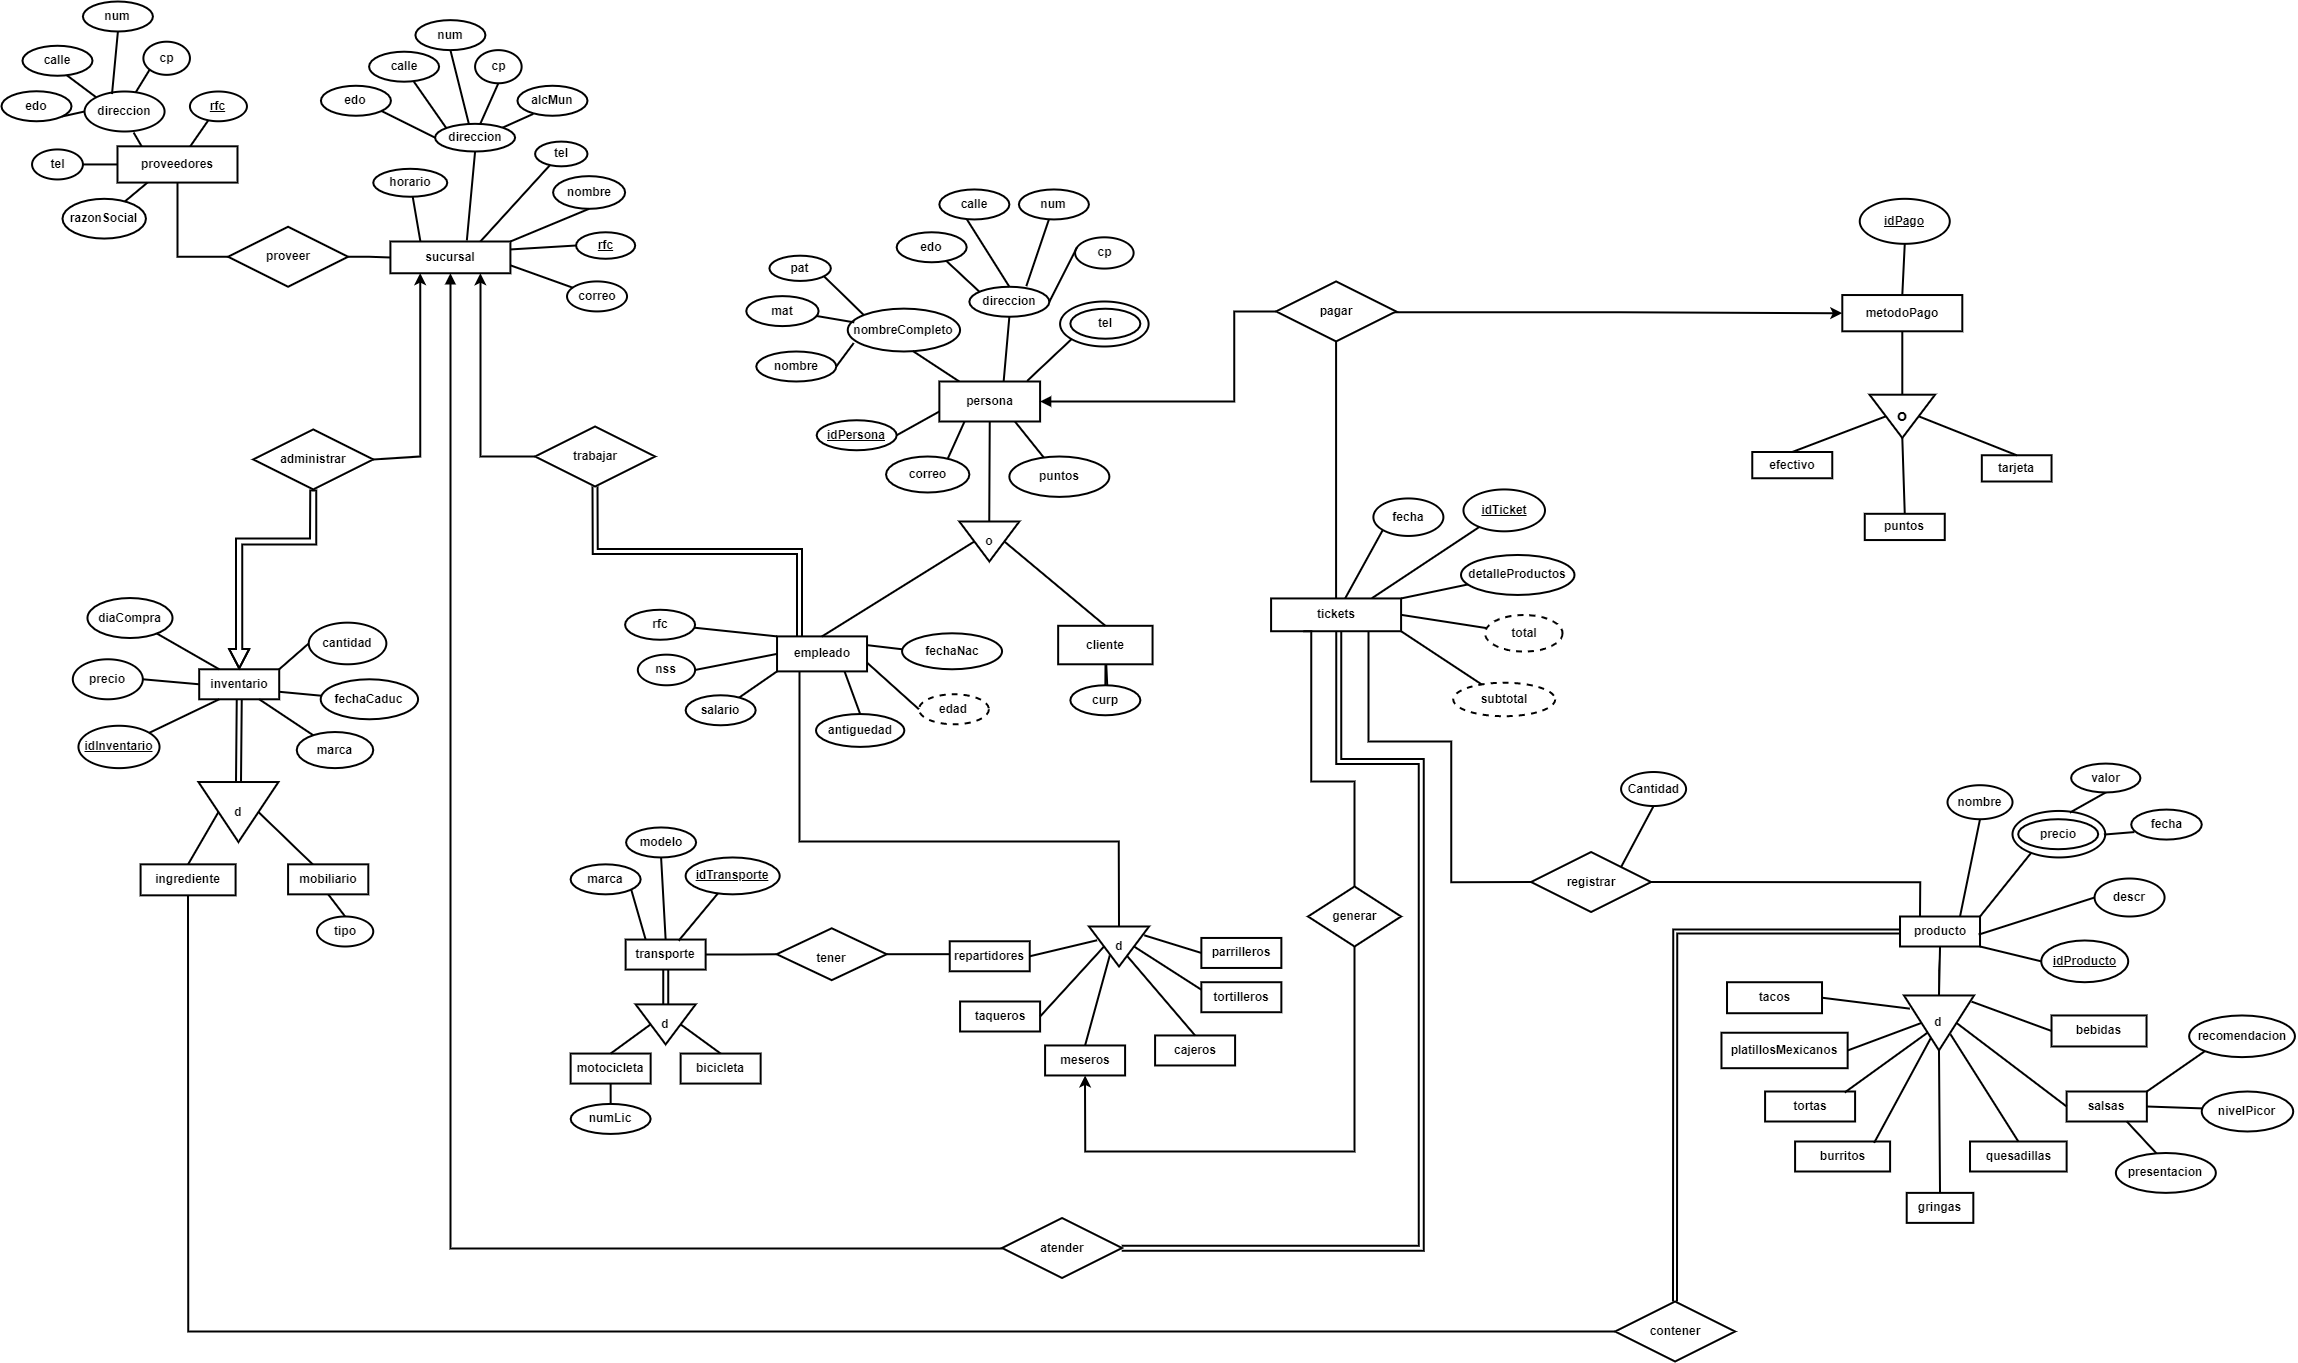 num
calle
cp
edo
direccion
rfc
tel
proveedores
razonSocial
proveer
num
calle
cp
edo
alcMun
direccion
tel
horario
nombre
rfc
sucursal
correo
calle
num
edo
cp
pat
direccion
mat
nombreCompleto
tel
nombre
persona
idPersona
correo
puntos
o
pagar
idPago
metodoPago
o
efectivo
tarjeta
puntos
administrar
trabajar
fecha
idTicket
detalleProductos
tickets
total
subtotal
diaCompra
cantidad
precio
inventario
fechaCaduc
idInventario
marca
d
ingrediente
mobiliario
tipo
rfc
nss
empleado
fechaNac
salario
antiguedad
edad
cliente
curp
modelo
marca
idTransporte
transporte
tener
repartidores
d
parrilleros
tortilleros
taqueros
cajeros
meseros
d
motocicleta
bicicleta
numLic
generar
Cantidad
registrar
nombre
valor
precio
fecha
descr
producto
idProducto
tacos
d
bebidas
platillosMexicanos
recomendacion
tortas
salsas
nivelPicor
burritos
quesadillas
presentacion
gringas
atender
contener